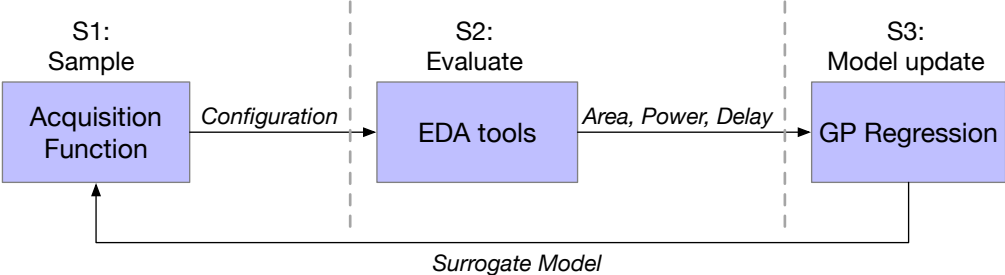 S1:
Sample
S2:
Evaluate
S3:
Model update
Acquisition
Function
Configuration
EDA tools
Area, Power, Delay
GP Regression
Surrogate Model